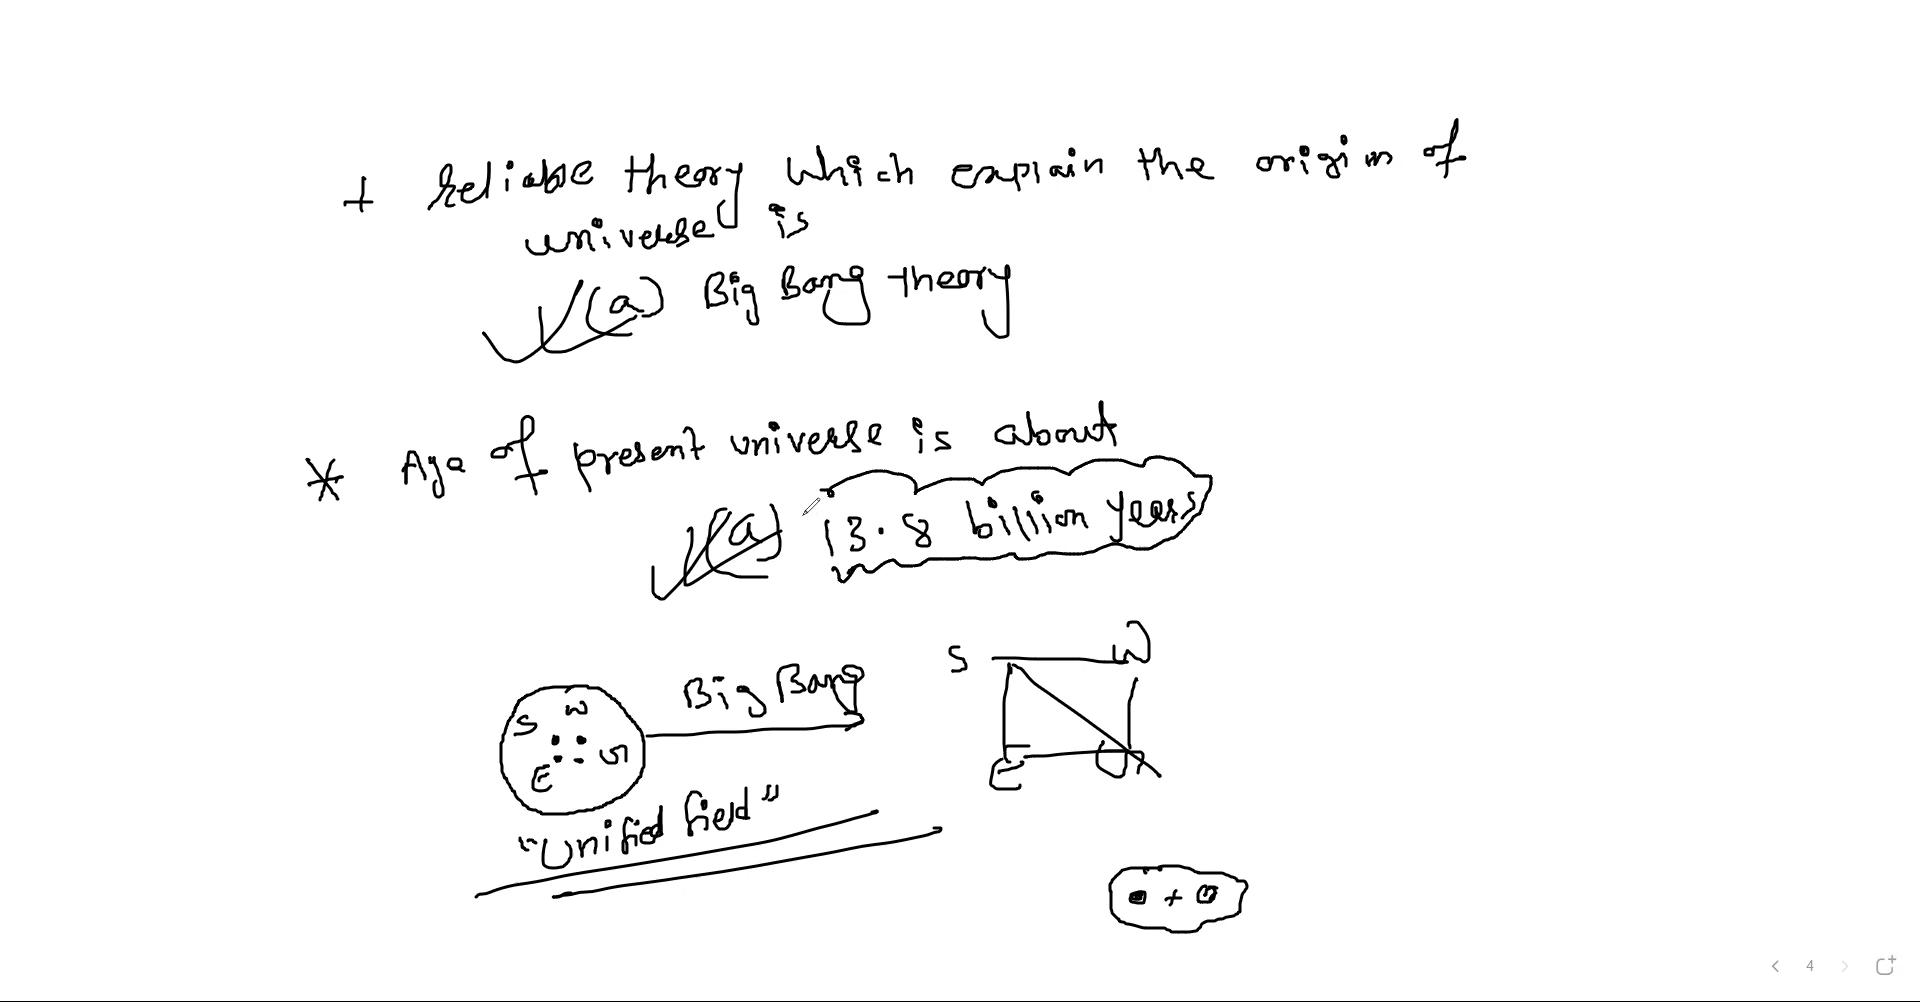 + Reliable theory which explain the origin of
universe is
(a) Big Bang theory
* Age of present universe is about
(a) 13.8 billion years
Big Bang
S W
S W
E G
E
"Unified field"
+
4